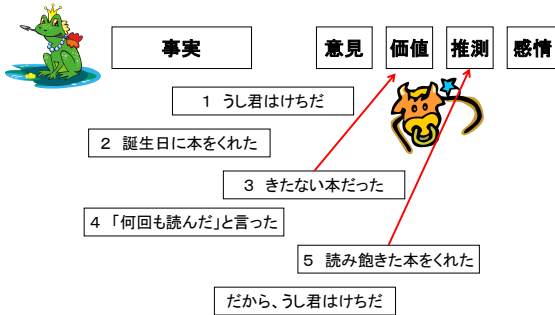 事実 意見 価値 推測 感情
1 うし君はけちだ
2 誕生日に本をくれた
3 きたない本だった
4 「何回も読んだ」と言った
5 読み飽きた本をくれた
だから、うし君はけちだ